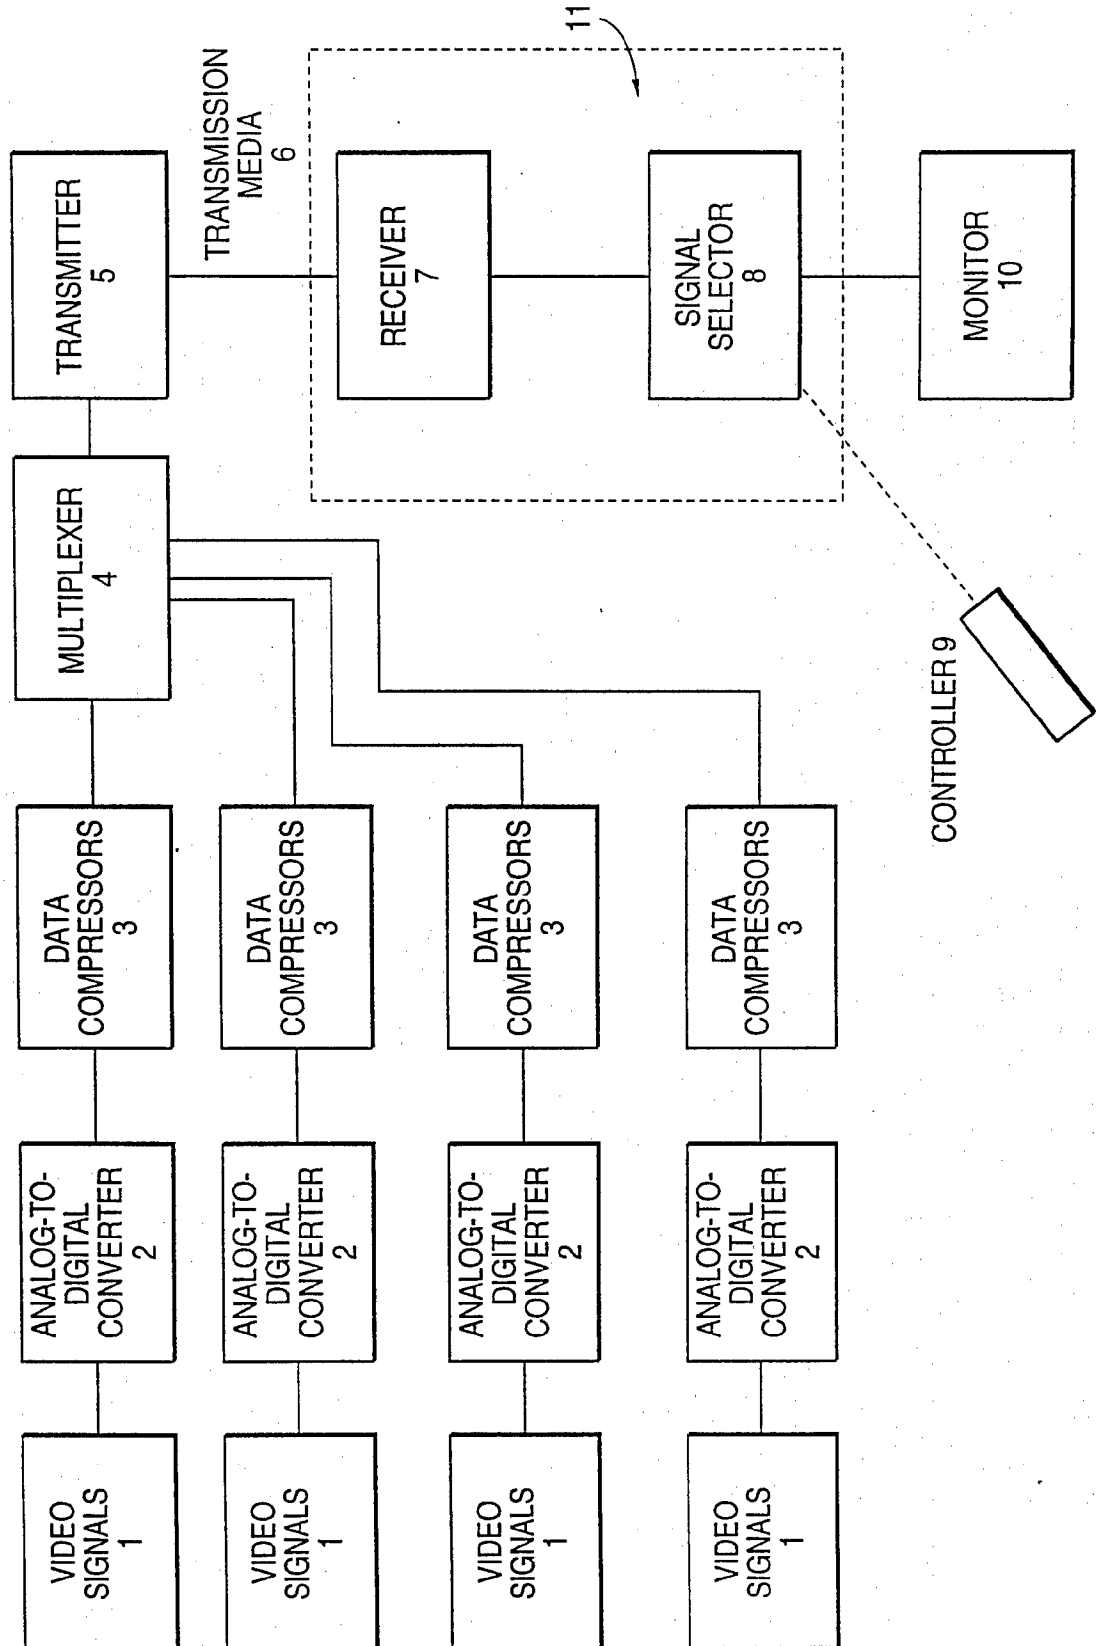 VIDEO
SIGNALS
1
ANALOG-TO-
DIGITAL
CONVERTER
2
DATA
COMPRESSORS
3
MULTIPLEXER
4
TRANSMITTER
5
VIDEO
SIGNALS
1
ANALOG-TO-
DIGITAL
CONVERTER
2
DATA
COMPRESSORS
3
TRANSMISSION
MEDIA
6
VIDEO
SIGNALS
1
ANALOG-TO-
DIGITAL
CONVERTER
2
DATA
COMPRESSORS
3
RECEIVER
7
11
VIDEO
SIGNALS
1
ANALOG-TO-
DIGITAL
CONVERTER
2
DATA
COMPRESSORS
3
SIGNAL
SELECTOR
8
CONTROLLER 9
MONITOR
10